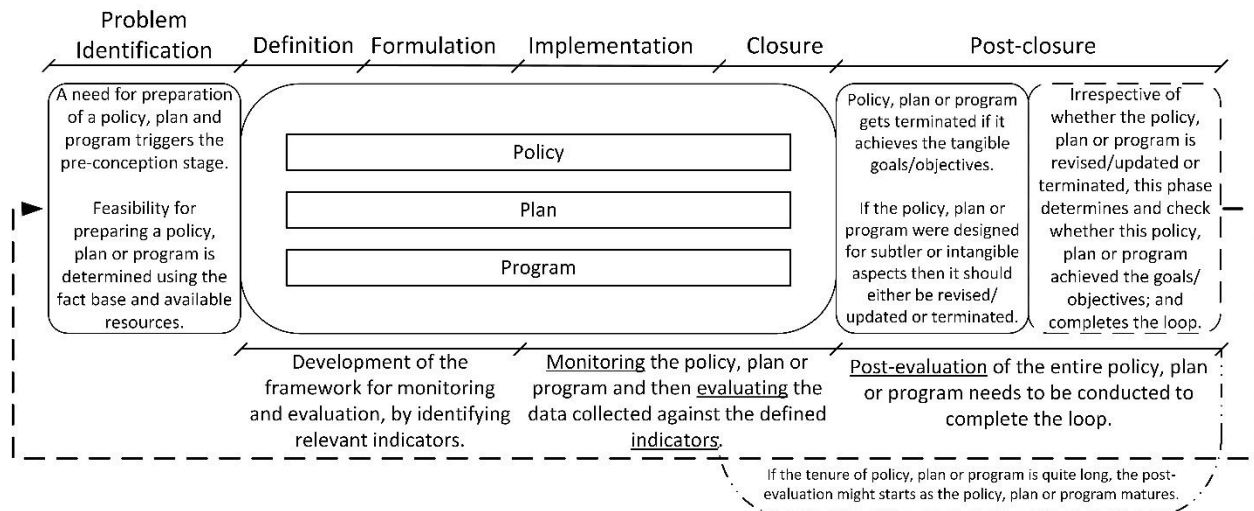 Problem
Identification
Definition
Formulation
Implementation
Closure
Post-closure
A need for preparation
of a policy, plan and
program triggers the
pre-conception stage.
Feasibility for
preparing a policy,
plan or program is
determined using the
fact base and available
resources.
Policy
Plan
Program
Policy, plan or program
gets terminated if it
achieves the tangible
goals/objectives.
If the policy, plan or
program were designed
for subtler or intangible
aspects then it should
either be revised/
updated or terminated.
Irrespective of
whether the policy,
plan or program is
revised/updated or
terminated, this phase
determines and check
whether this policy,
plan or program
achieved the goals/
objectives; and
completes the loop.
Development of the
framework for monitoring
and evaluation, by identifying
relevant indicators.
Monitoring the policy, plan or
program and then evaluating the
data collected against the defined
indicators.
Post-evaluation of the entire policy, plan
or program needs to be conducted to
complete the loop.
If the tenure of policy, plan or program is quite long, the post-
evaluation might starts as the policy, plan or program matures.